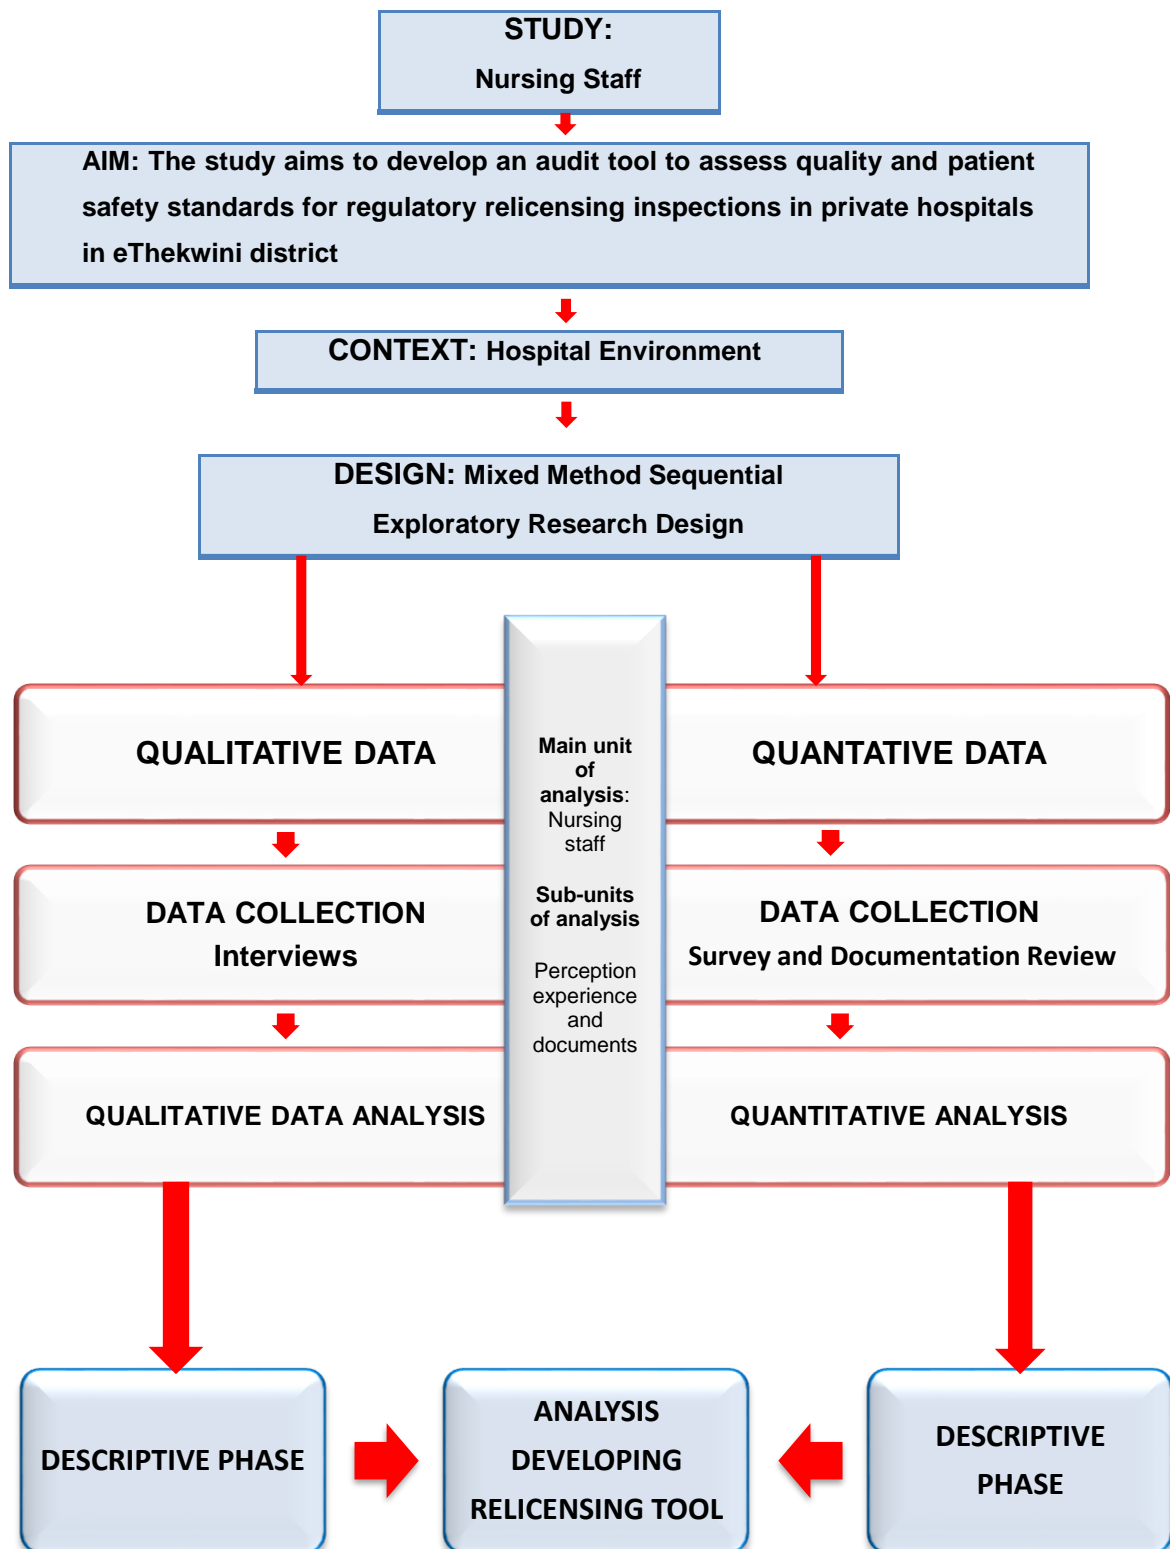 STUDY:
Nursing Staff
AIM: The study aims to develop an audit tool to assess quality and patient
safety standards for regulatory relicensing inspections in private hospitals
in eThekwini district
CONTEXT: Hospital Environment
DESIGN: Mixed Method Sequential
Exploratory Research Design
QUALITATIVE DATA
DATA COLLECTION
Interviews
QUALITATIVE DATA ANALYSIS
Main unit
of
analysis:
Nursing
staff
Sub-units
of analysis
Perception
experience
and
documents
QUANTATIVE DATA
DATA COLLECTION
Survey and Documentation Review
QUANTITATIVE ANALYSIS
DESCRIPTIVE PHASE
ANALYSIS
DEVELOPING
RELICENSING TOOL
DESCRIPTIVE
PHASE